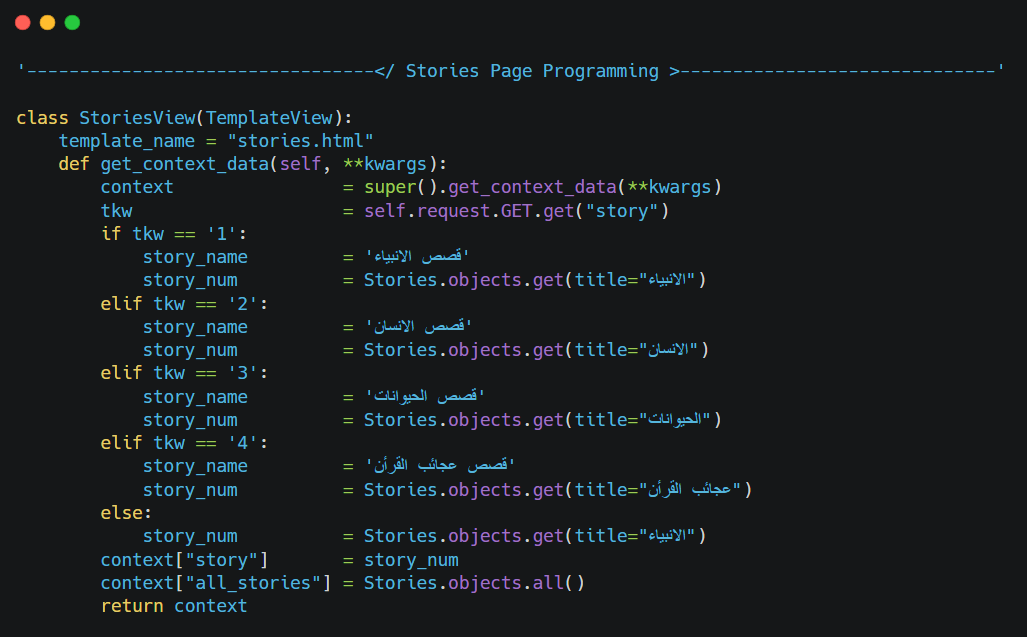 '---------------------------------</ Stories Page Programming >------------------------------'
class StoriesView(TemplateView):
    template_name = "stories.html"
    def get_context_data(self, **kwargs):
        context                = super().get_context_data(**kwargs)
        tkw                    = self.request.GET.get("story")
        if tkw == '1':
            story_name         = 'قصص الانبياء'
            story_num          = Stories.objects.get(title="الانبياء")
        elif tkw == '2':
            story_name         = 'قصص الانسان'
            story_num          = Stories.objects.get(title="الانسان")
        elif tkw == '3':
            story_name         = 'قصص الحيوانات'
            story_num          = Stories.objects.get(title="الحيوانات")
        elif tkw == '4':
            story_name         = 'قصص عجائب القرأن'
            story_num          = Stories.objects.get(title="عجائب القرأن")
        else:
            story_num          = Stories.objects.get(title="الانبياء")
        context["story"]       = story_num
        context["all_stories"] = Stories.objects.all()
        return context